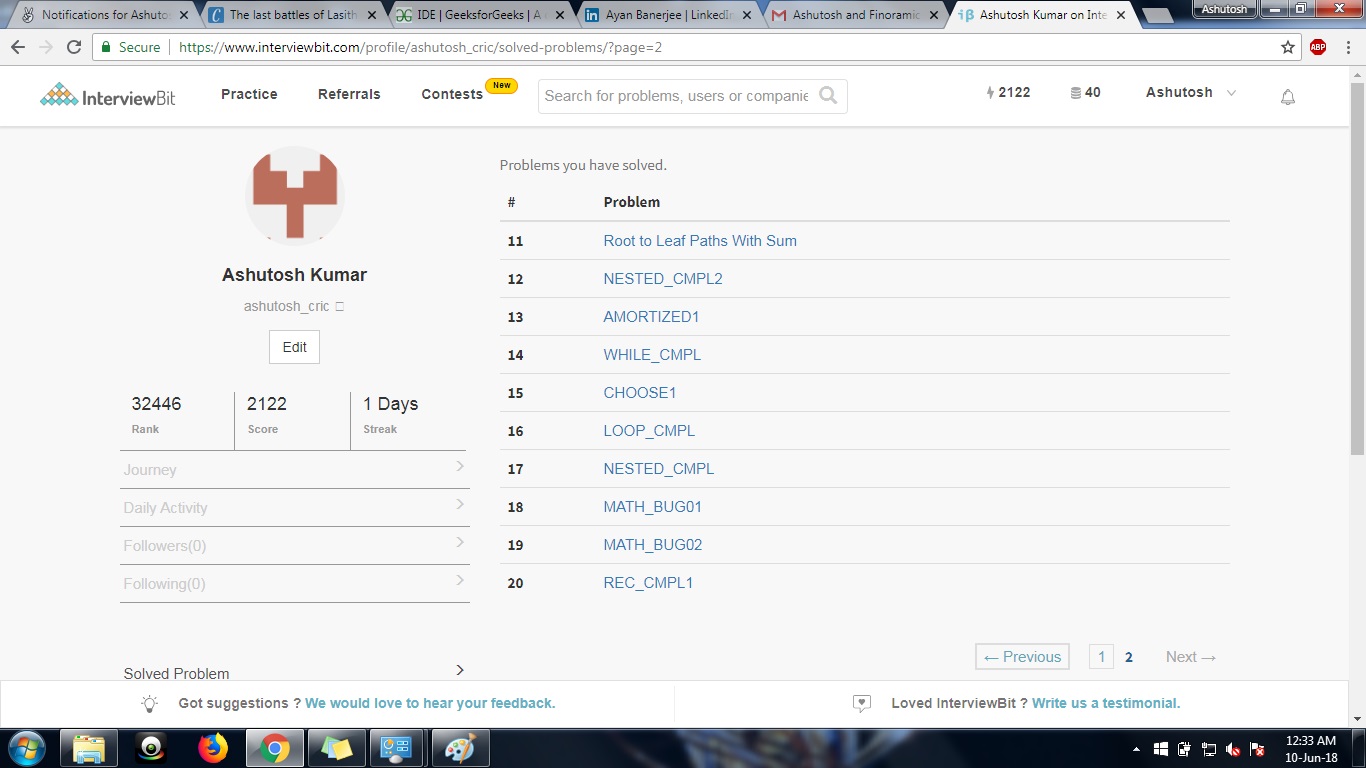 Notifications for Ashutos
The last battles of Lasith
IDE | GeeksforGeeks | A
Ayan Banerjee | LinkedIn
Ashutosh and Finoramic
Ashutosh Kumar on Inte
Ashutosh
Secure https://www.interviewbit.com/profile/ashutosh_cric/solved-problems/?page=2
ABP
InterviewBit Practice Referrals Contests New Search for problems, users or companie 2122 40 Ashutosh
Problems you have solved.
# Problem
11 Root to Leaf Paths With Sum
12 NESTED_CMPL2
13 AMORTIZED1
14 WHILE_CMPL
15 CHOOSE1
16 LOOP_CMPL
17 NESTED_CMPL
18 MATH_BUG01
19 MATH_BUG02
20 REC_CMPL1
← Previous 1 2 Next →
Ashutosh Kumar
ashutosh_cric
Edit
32446 2122 1 Days
Rank Score Streak
Journey
Daily Activity
Followers(0)
Following(0)
Solved Problem
Got suggestions ? We would love to hear your feedback.
Loved InterviewBit ? Write us a testimonial.
12:33 AM
10-Jun-18